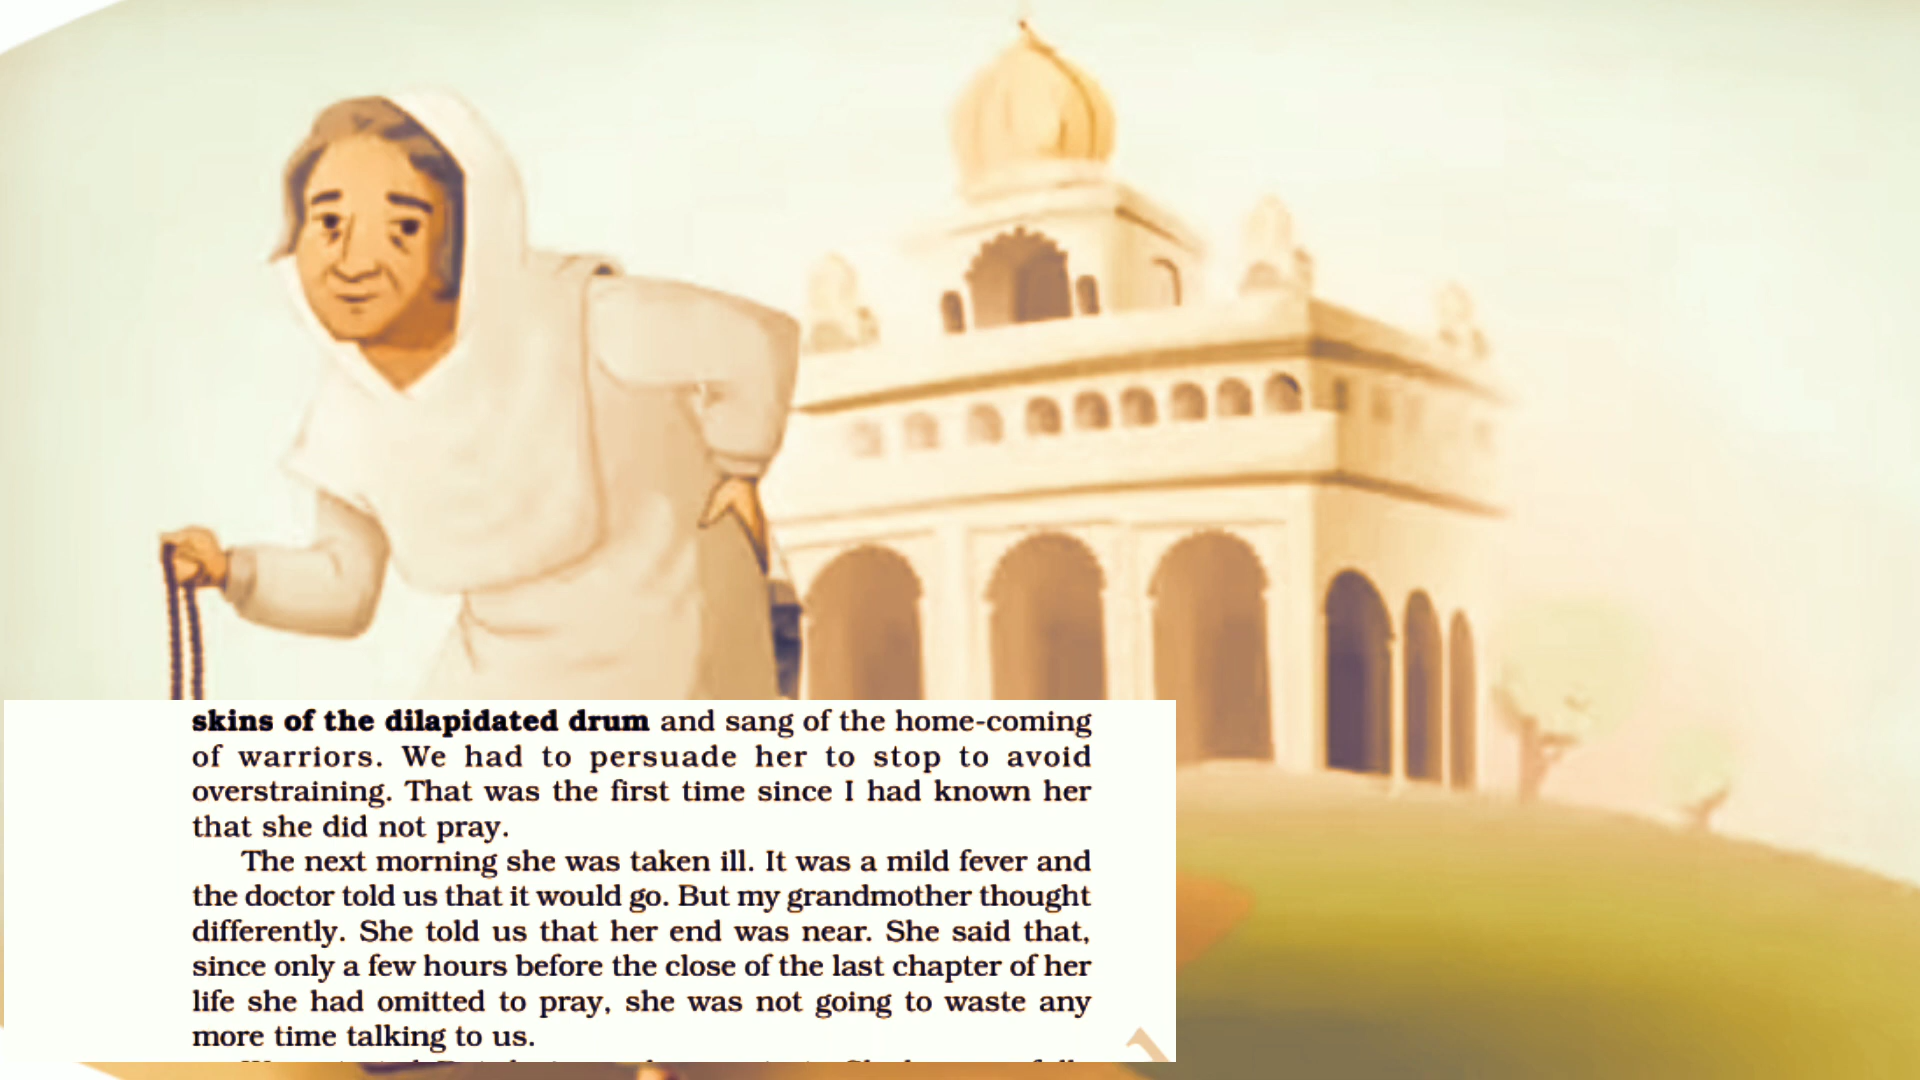 skins of the dilapidated drum and sang of the home-coming
of warriors. We had to persuade her to stop to avoid
overstraining. That was the first time since I had known her
that she did not pray.
The next morning she was taken ill. It was a mild fever and
the doctor told us that it would go. But my grandmother thought
differently. She told us that her end was near. She said that,
since only a few hours before the close of the last chapter of her
life she had omitted to pray, she was not going to waste any
more time talking to us.